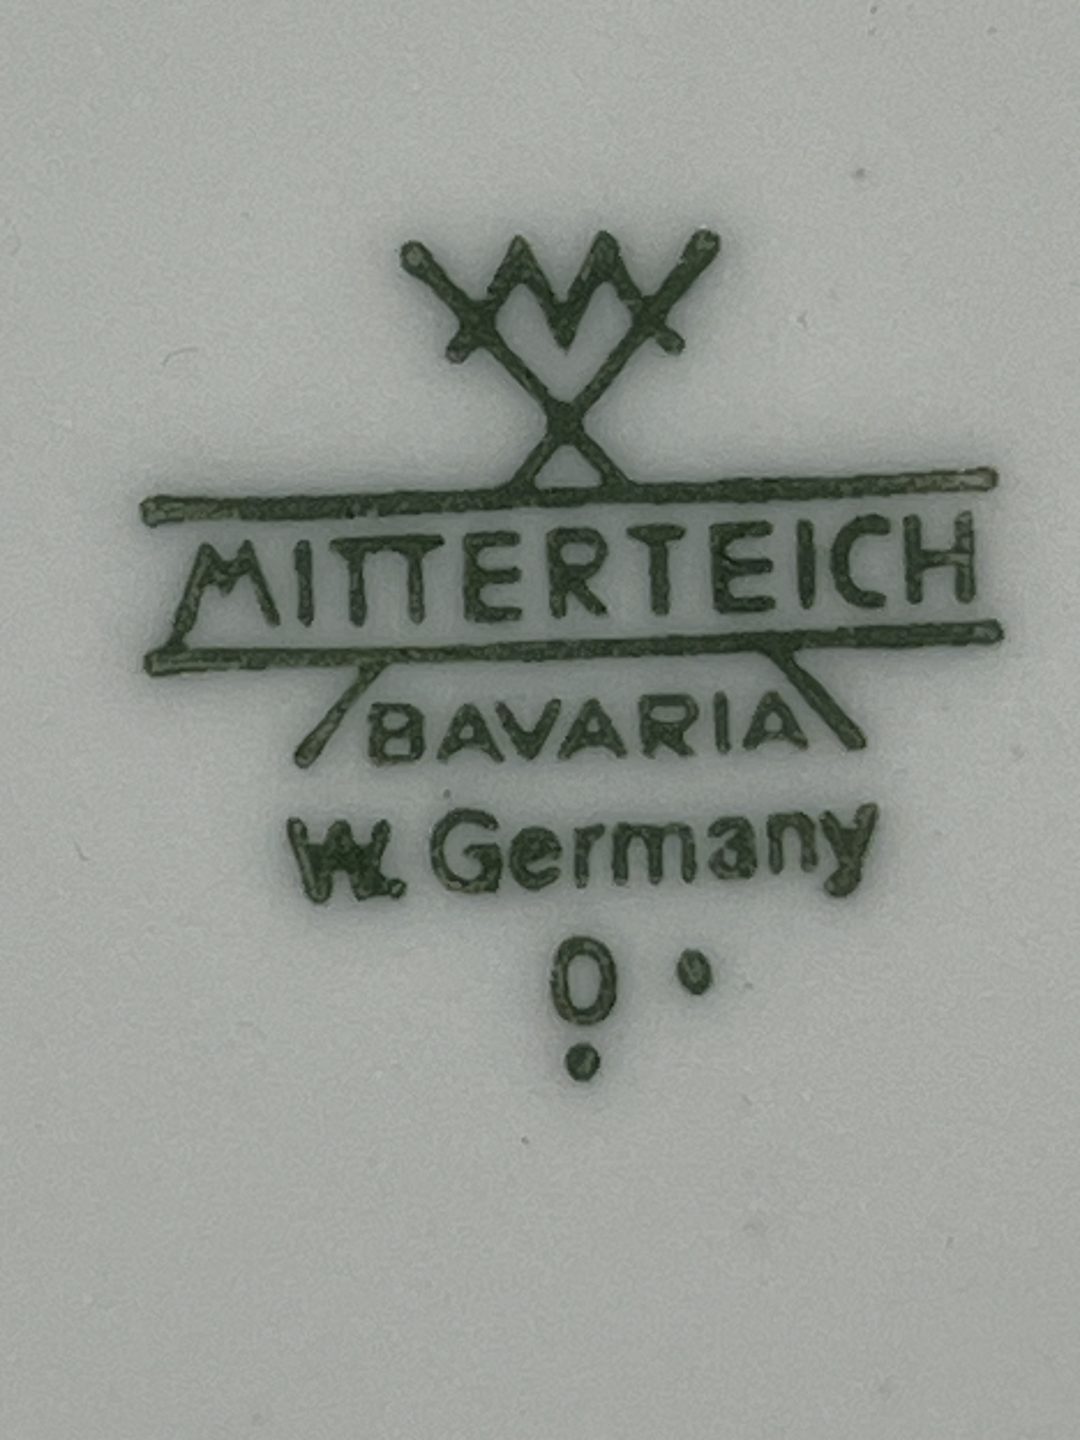 MITTERTEICH
BAVARIA
W. Germany
0